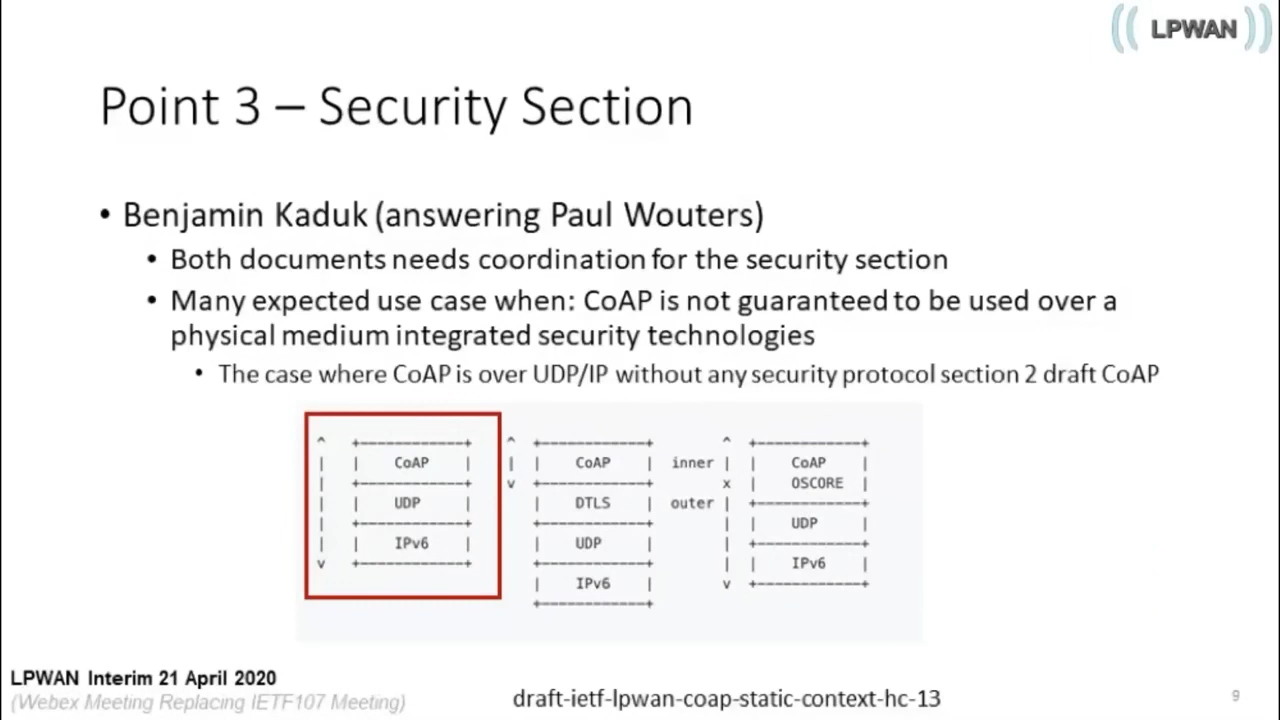 LPWAN
Point 3 – Security Section
• Benjamin Kaduk (answering Paul Wouters)
• Both documents needs coordination for the security section
• Many expected use case when: CoAP is not guaranteed to be used over a
physical medium integrated security technologies
• The case where CoAP is over UDP/IP without any security protocol section 2 draft CoAP
CoAP
UDP
IPv6
CoAP
DTLS
UDP
IPv6
inner
outer
CoAP
OSCORE
UDP
IPv6
LPWAN Interim 21 April 2020
(Webex Meeting Replacing IETF107 Meeting)
draft-ietf-lpwan-coap-static-context-hc-13
9